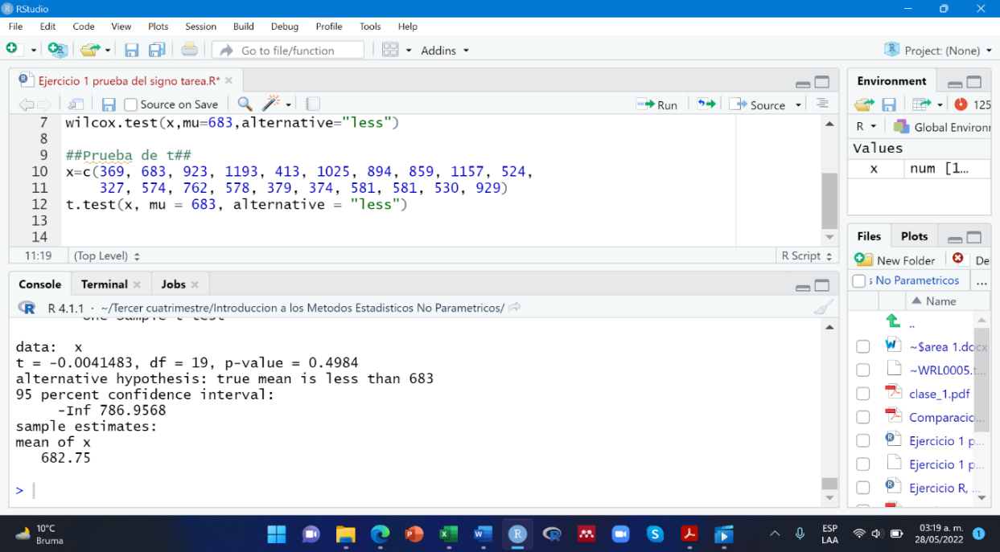 RStudio
File Edit Code View Plots Session Build Debug Profile Tools Help
Go to file/function Addins Project: (None)
Ejercicio 1 prueba del signo tarea.R*
Source on Save Run Source
7 wilcox.test(x,mu=683,alternative="less")
8
9 ##Prueba de t##
10 x=c(369, 683, 923, 1193, 413, 1025, 894, 859, 1157, 524,
11 327, 574, 762, 578, 379, 374, 581, 581, 530, 929)
12 t.test(x, mu = 683, alternative = "less")
13
14
11:19 (Top Level) R Script
Console Terminal Jobs
R 4.1.1 · ~/Tercer cuatrimestre/Introduccion a los Metodos Estadisticos No Parametricos/
One Sample t-test
data: x
t = -0.0041483, df = 19, p-value = 0.4984
alternative hypothesis: true mean is less than 683
95 percent confidence interval:
-Inf 786.9568
sample estimates:
mean of x
682.75
>
Environment
125
R Global Environ
Values
x num [1...
Files Plots
New Folder De
s No Parametricos ...
Name
..
~$area 1.docx
~WRL0005.t...
clase_1.pdf
Comparacic...
Ejercicio 1 p...
Ejercicio 1 p...
Ejercicio R, ...
10°C
Bruma
ESP
LAA
03:19 a. m.
28/05/2022
1